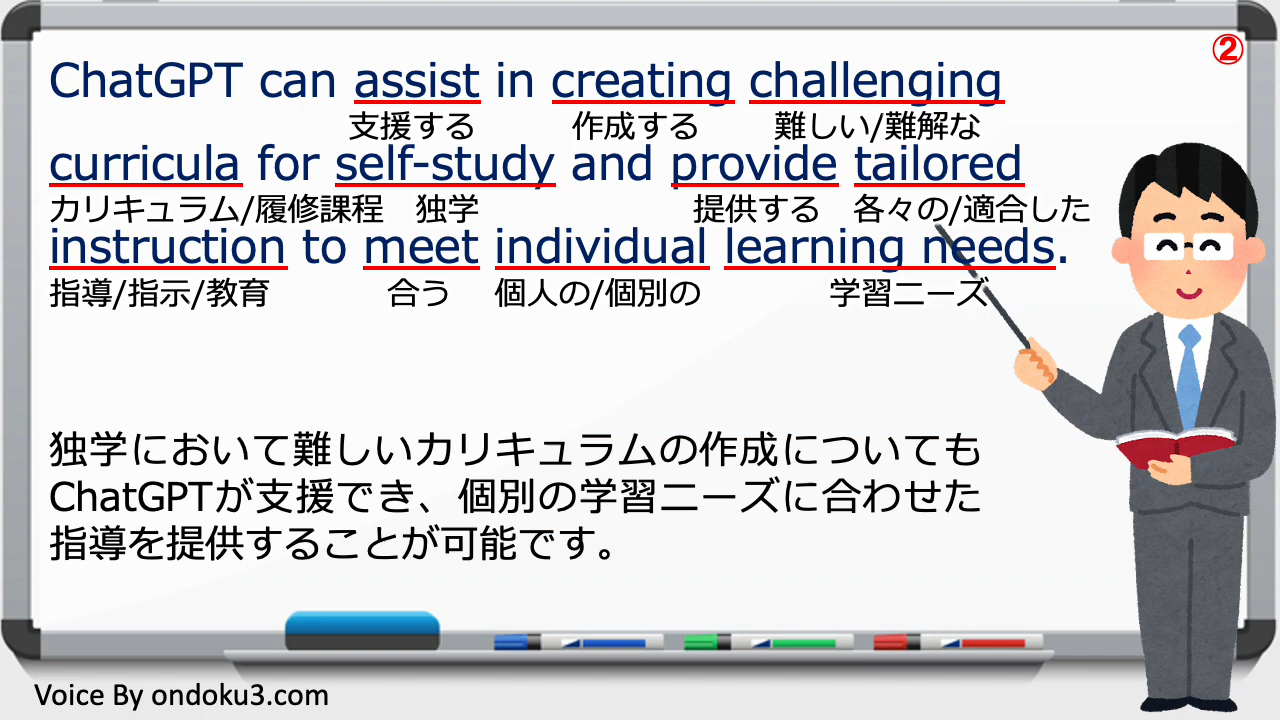 ②
ChatGPT can assist in creating challenging
支援する 作成する 難しい/難解な
curricula for self-study and provide tailored
カリキュラム/履修課程 独学 提供する 各々の/適合した
instruction to meet individual learning needs.
指導/指示/教育 合う 個人の/個別の 学習ニーズ
独学において難しいカリキュラムの作成についても
ChatGPTが支援でき、個別の学習ニーズに合わせた
指導を提供することが可能です。
Voice By ondoku3.com